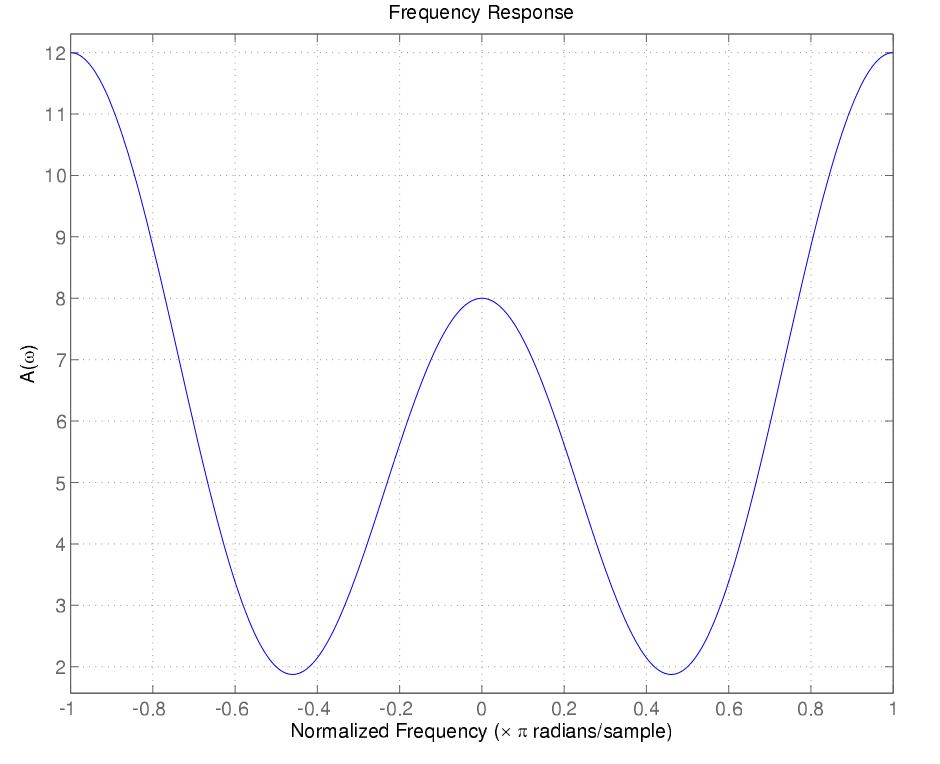 Frequency Response
12
11
10
9
8
7
6
5
4
3
2
A(ω)
-1 -0.8 -0.6 -0.4 -0.2 0 0.2 0.4 0.6 0.8 1
Normalized Frequency (× π radians/sample)